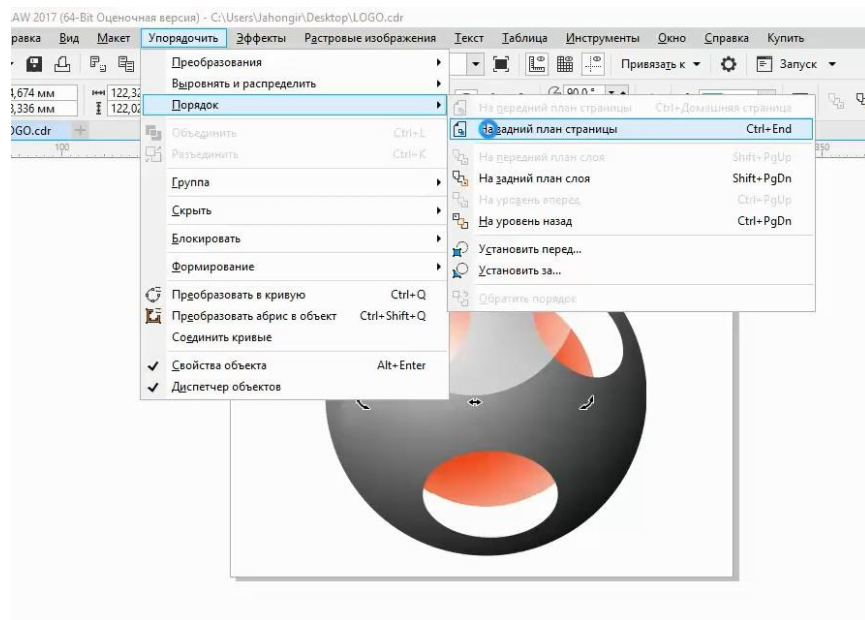 AW 2017 (64-Bit Оценочная версия) - C:\Users\Jahongir\Desktop\LOGO.cdr
равка Вид Макет Упорядочить Эффекты Растровые изображения Текст Таблица Инструменты Окно Справка Купить
Привязать к Запуск
4,674 мм 122,32
3,336 мм 122,02
90,0 °
OGO.cdr
100
350
Преобразования
Выровнять и распределить
Порядок
Объединить Ctrl+L
Разъединить Ctrl+K
Группа
Скрыть
Блокировать
Формирование
Преобразовать в кривую Ctrl+Q
Преобразовать абрис в объект Ctrl+Shift+Q
Соединить кривые
Свойства объекта Alt+Enter
Диспетчер объектов
На передний план страницы Ctrl+Домашняя страница
На задний план страницы Ctrl+End
На передний план слоя Shift+PgUp
На задний план слоя Shift+PgDn
На уровень вперед Ctrl+PgUp
На уровень назад Ctrl+PgDn
Установить перед...
Установить за...
Обратить порядок